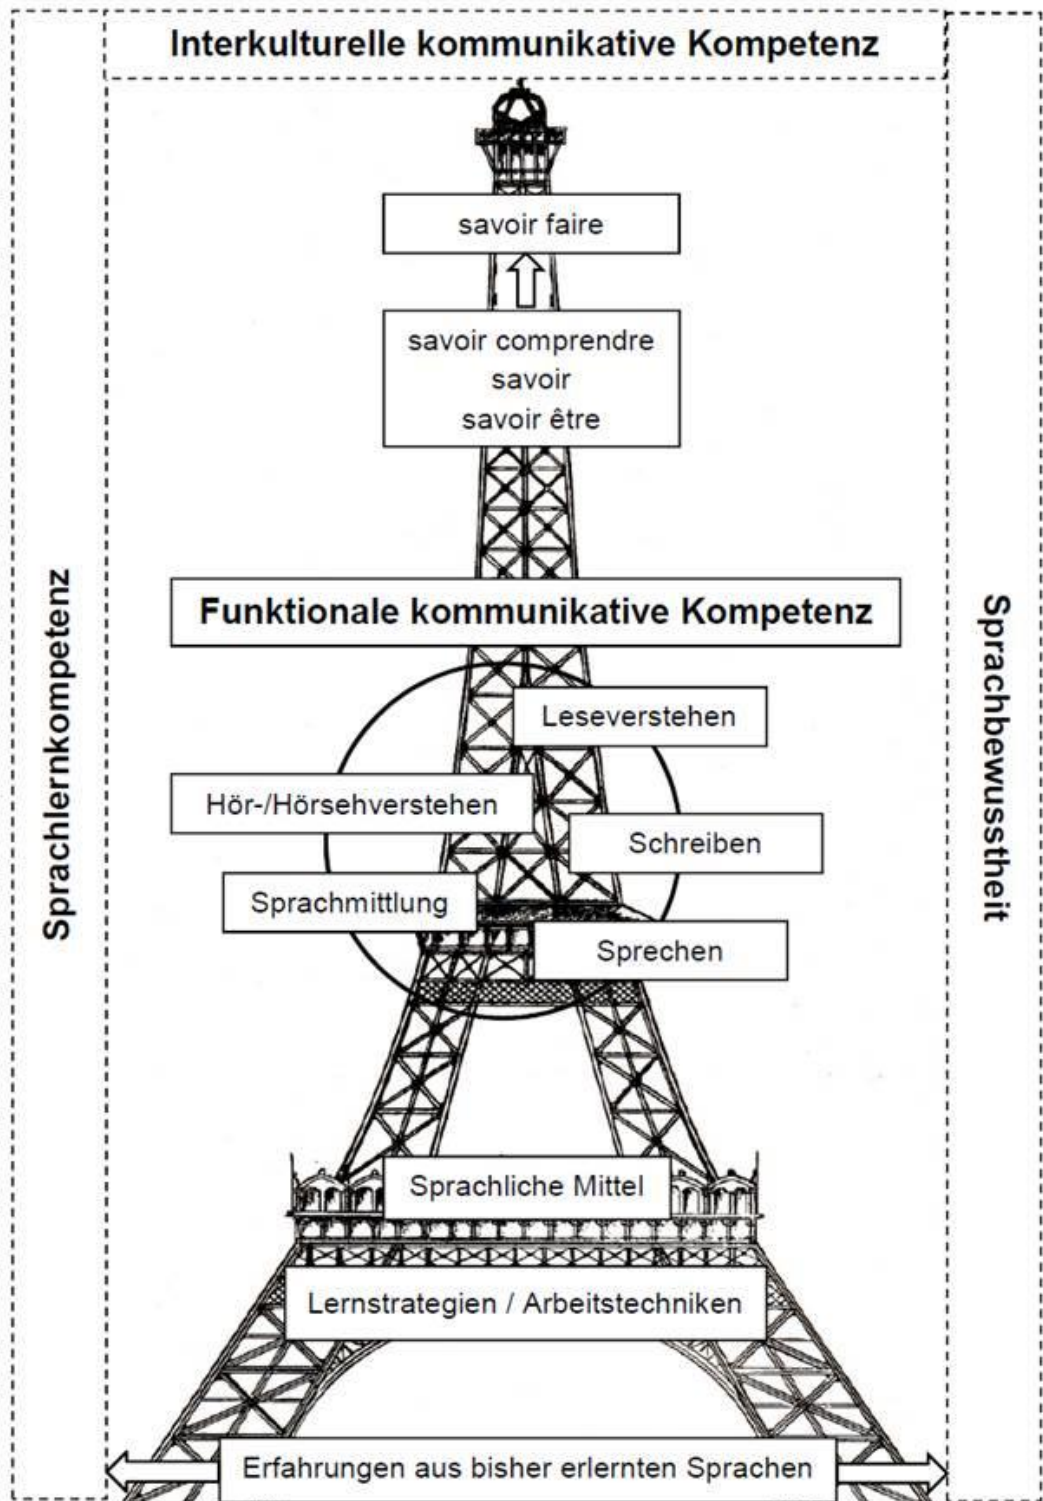 Interkulturelle kommunikative Kompetenz
savoir faire
savoir comprendre
savoir
savoir être
Sprachlernkompetenz
Sprachbewusstheit
Funktionale kommunikative Kompetenz
Leseverstehen
Hör-/Hörsehverstehen
Schreiben
Sprachmittlung
Sprechen
Sprachliche Mittel
Lernstrategien / Arbeitstechniken
Erfahrungen aus bisher erlernten Sprachen